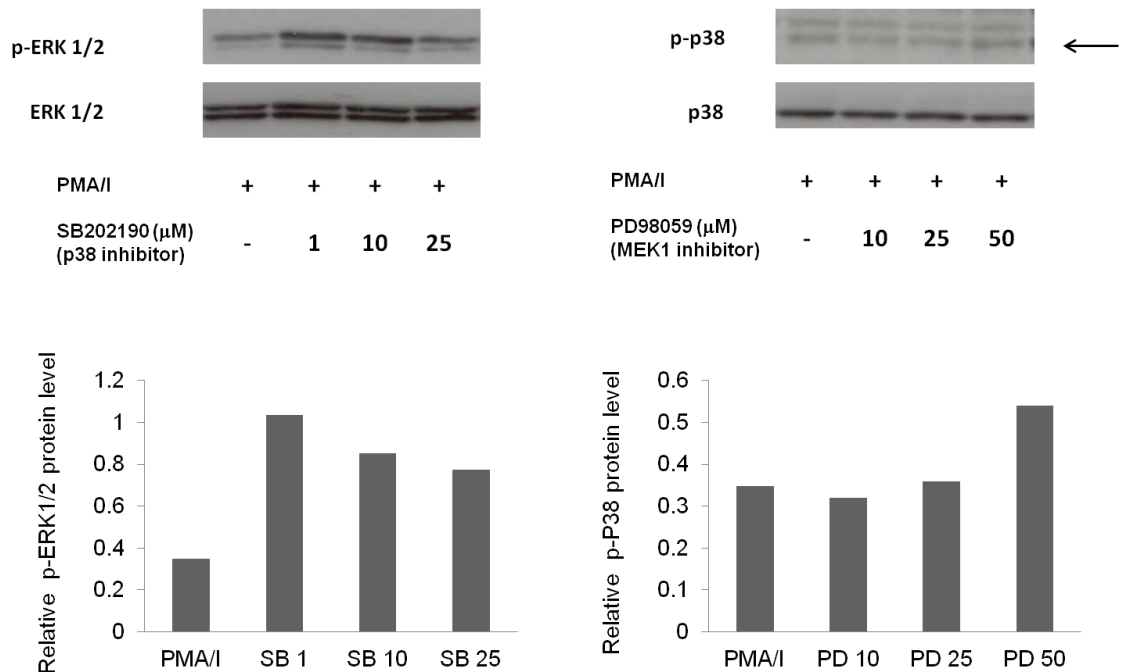 p-ERK 1/2
ERK 1/2
PMA/I + + + +
SB202190 (μM)
(p38 inhibitor)
- 1 10 25
p-p38
p38
PMA/I + + + +
PD98059 (μM)
(MEK1 inhibitor)
- 10 25 50
Relative p-ERK1/2 protein level
1.2
1
0.8
0.6
0.4
0.2
0
PMA/I SB 1 SB 10 SB 25
Relative p-P38 protein level
0.6
0.5
0.4
0.3
0.2
0.1
0
PMA/I PD 10 PD 25 PD 50